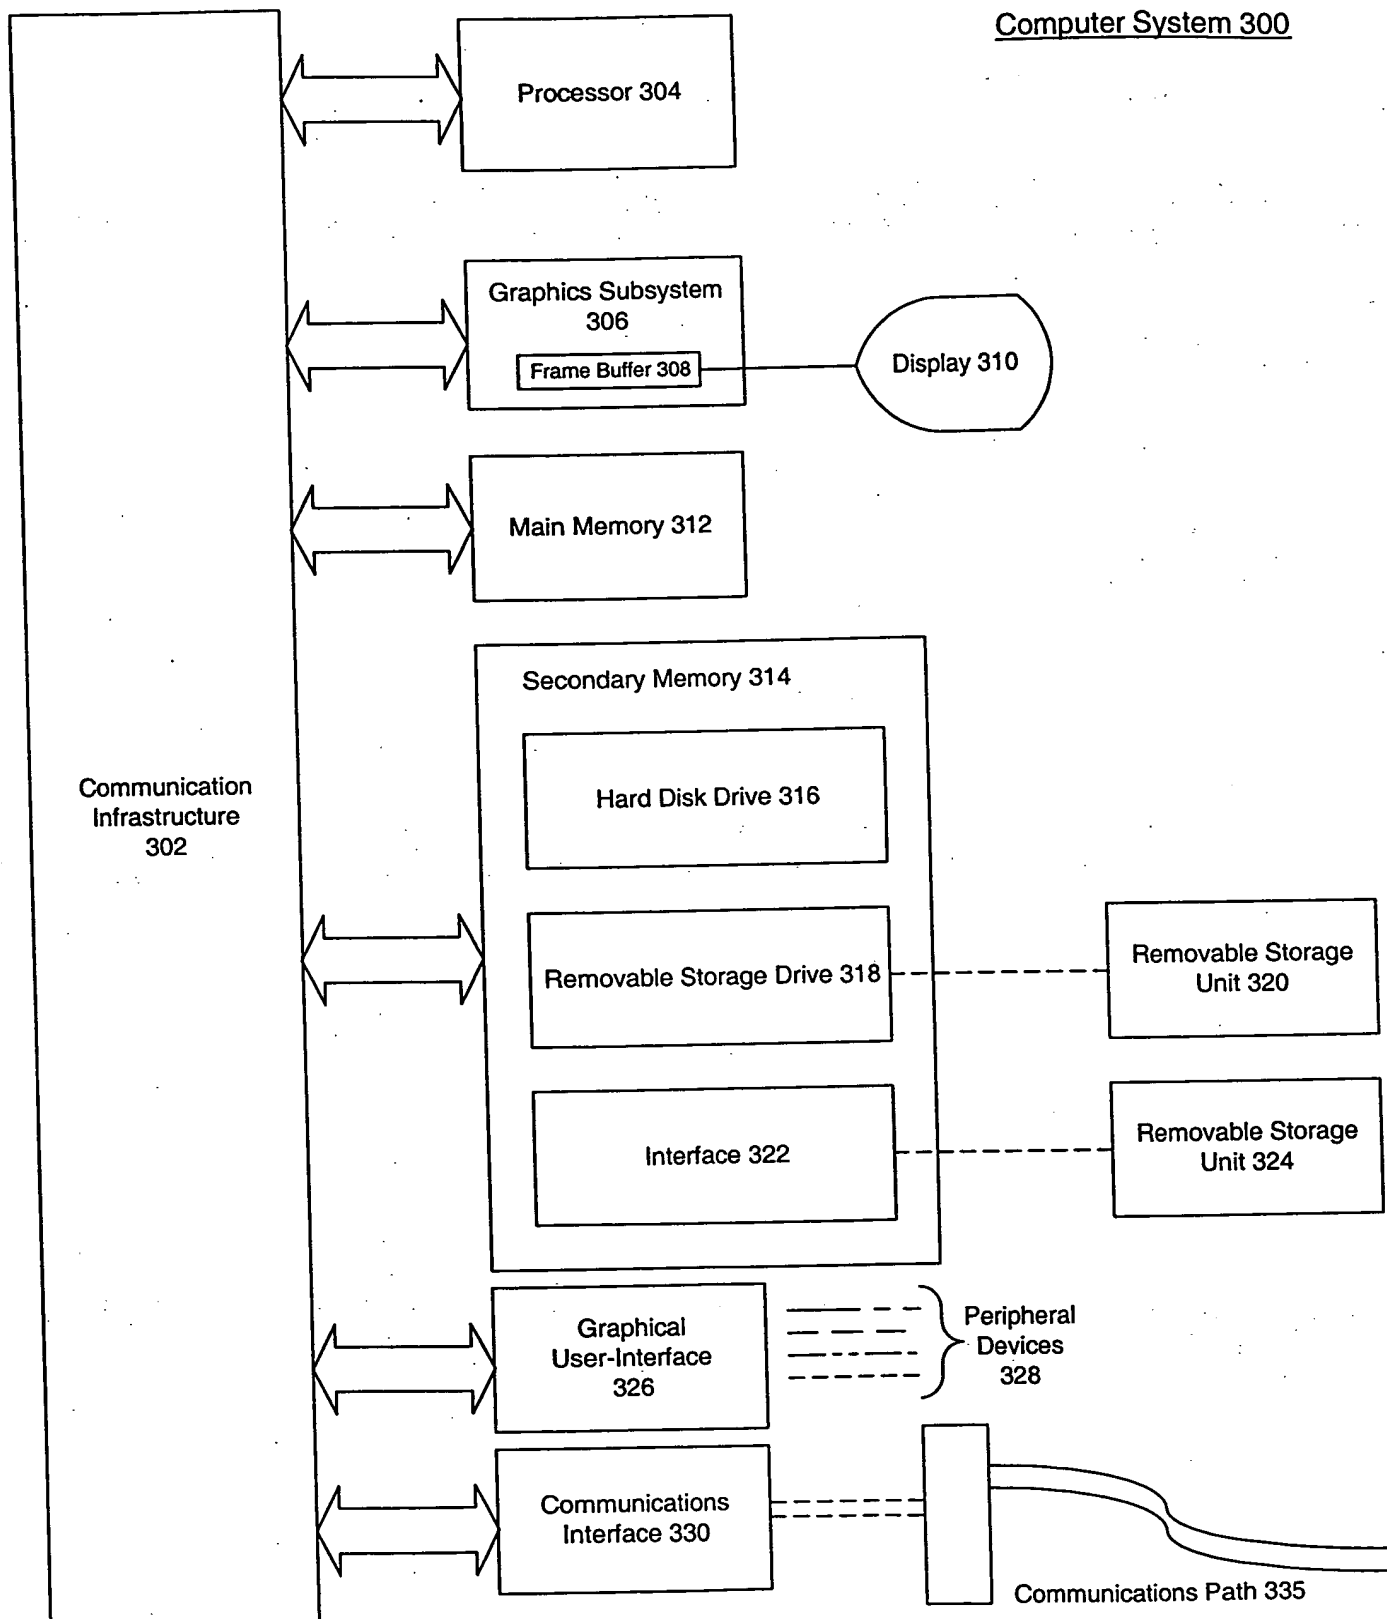 Computer System 300
Processor 304
Graphics Subsystem
306
Frame Buffer 308
Display 310
Main Memory 312
Secondary Memory 314
Hard Disk Drive 316
Communication
Infrastructure
302
Removable Storage Drive 318
Removable Storage
Unit 320
Interface 322
Removable Storage
Unit 324
Graphical
User-Interface
326
Peripheral
Devices
328
Communications
Interface 330
Communications Path 335